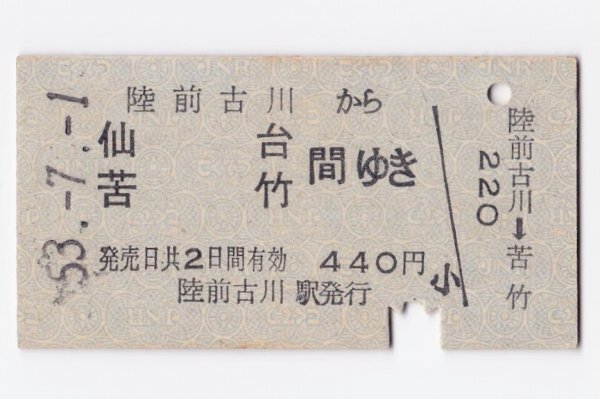 53.-7.-1
陸前古川から
仙台
苦竹
間ゆき
発売日共2日間有効 440円
陸前古川駅発行
小
220
陸前古川➡苦竹